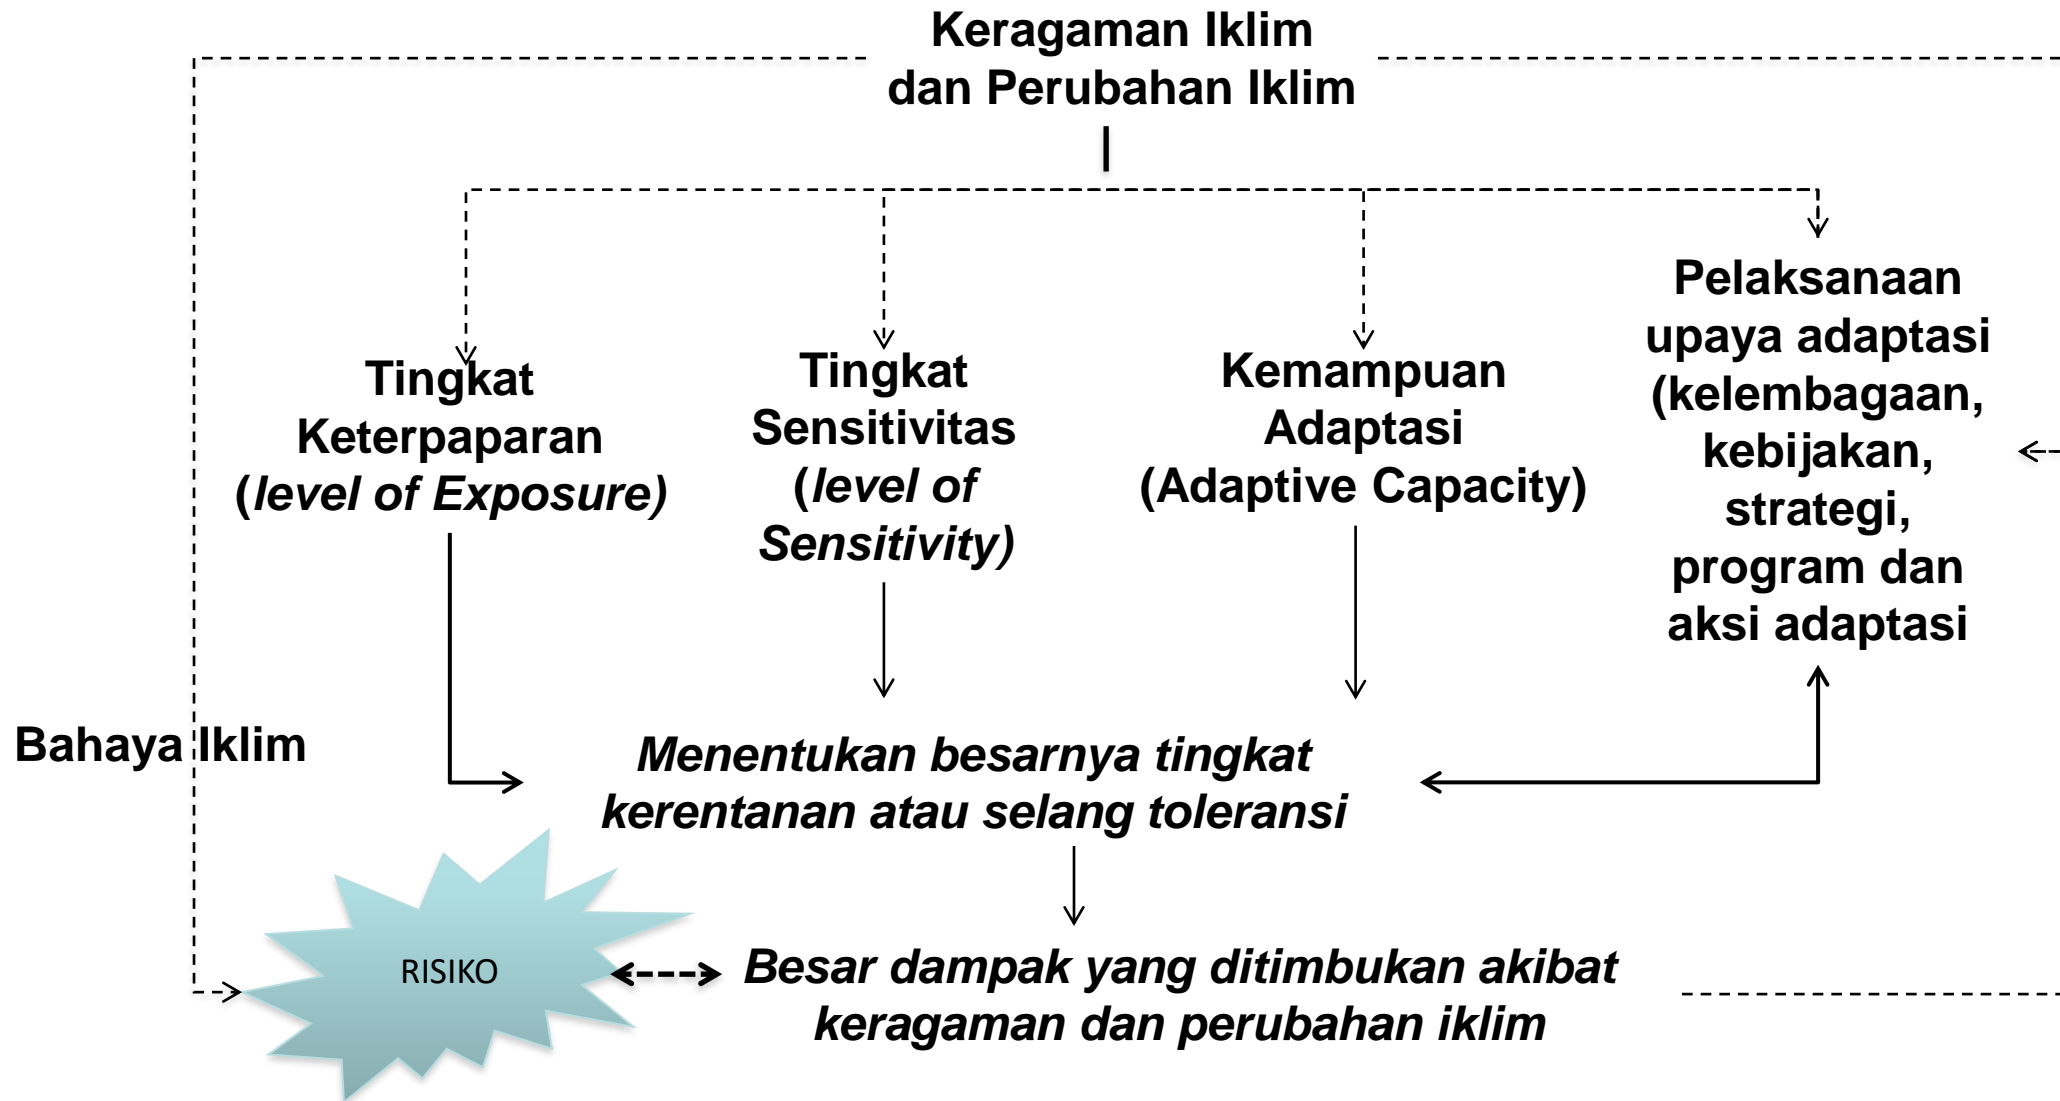 Keragaman Iklim
dan Perubahan Iklim
Tingkat
Keterpaparan
(level of Exposure)
Tingkat
Sensitivitas
(level of
Sensitivity)
Kemampuan
Adaptasi
(Adaptive Capacity)
Pelaksanaan
upaya adaptasi
(kelembagaan,
kebijakan,
strategi,
program dan
aksi adaptasi
Bahaya Iklim
Menentukan besarnya tingkat
kerentanan atau selang toleransi
RISIKO
Besar dampak yang ditimbukan akibat
keragaman dan perubahan iklim